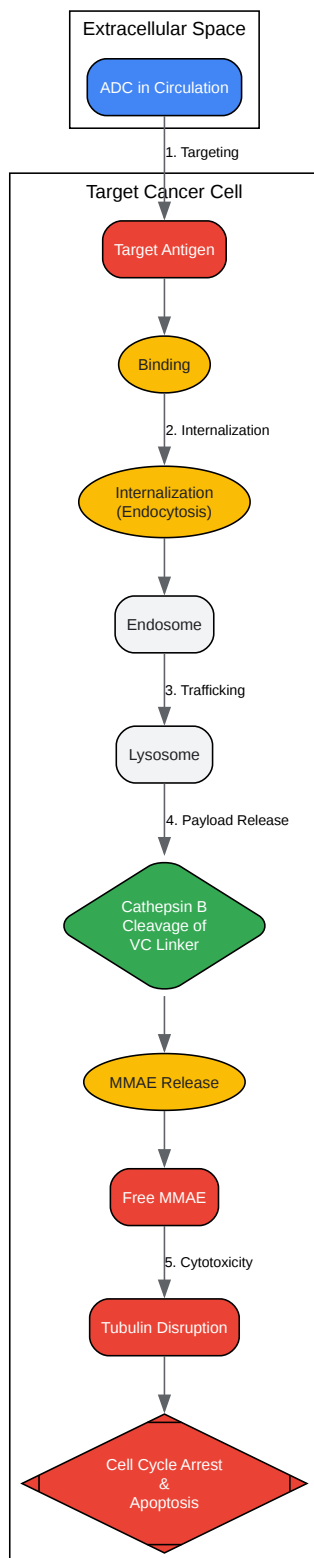 Extracellular Space
ADC in Circulation
1. Targeting
Target Cancer Cell
Target Antigen
Binding
2. Internalization
Internalization
(Endocytosis)
Endosome
3. Trafficking
Lysosome
4. Payload Release
Cathepsin B
Cleavage of
VC Linker
MMAE Release
Free MMAE
5. Cytotoxicity
Tubulin Disruption
Cell Cycle Arrest
&
Apoptosis